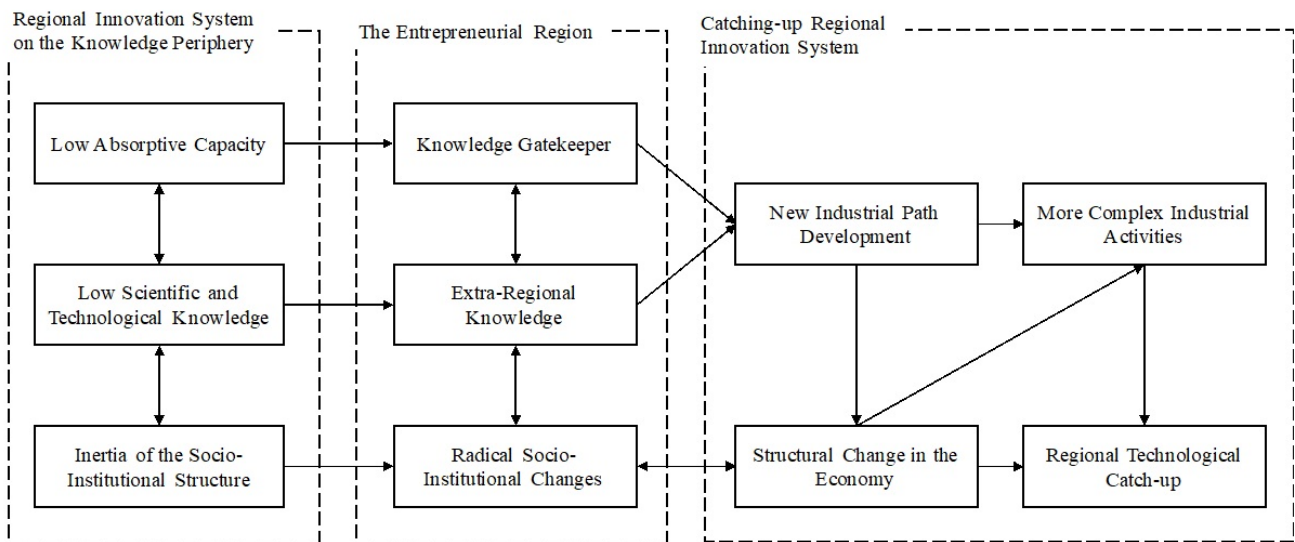 Regional Innovation System
on the Knowledge Periphery
The Entrepreneurial Region
Catching-up Regional
Innovation System
Low Absorptive Capacity
Knowledge Gatekeeper
New Industrial Path
Development
More Complex Industrial
Activities
Low Scientific and
Technological Knowledge
Extra-Regional
Knowledge
Inertia of the Socio-
Institutional Structure
Radical Socio-
Institutional Changes
Structural Change in the
Economy
Regional Technological
Catch-up